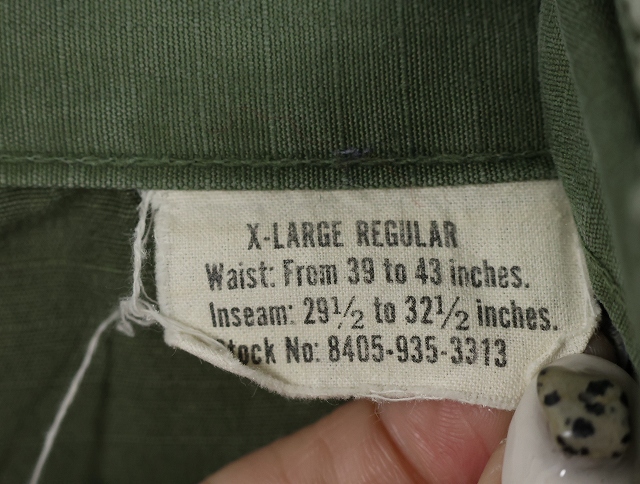 X-LARGE REGULAR
Waist: From 39 to 43 inches.
Inseam: 29½ to 32½ inches.
Stock No: 8405-935-3313